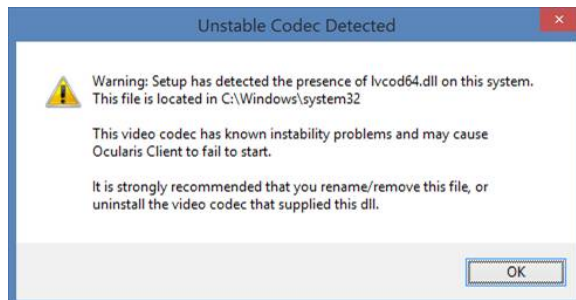 Unstable Codec Detected
Warning: Setup has detected the presence of lvcod64.dll on this system.
This file is located in C:\Windows\system32
This video codec has known instability problems and may cause
Ocularis Client to fail to start.
It is strongly recommended that you rename/remove this file, or
uninstall the video codec that supplied this dll.
OK